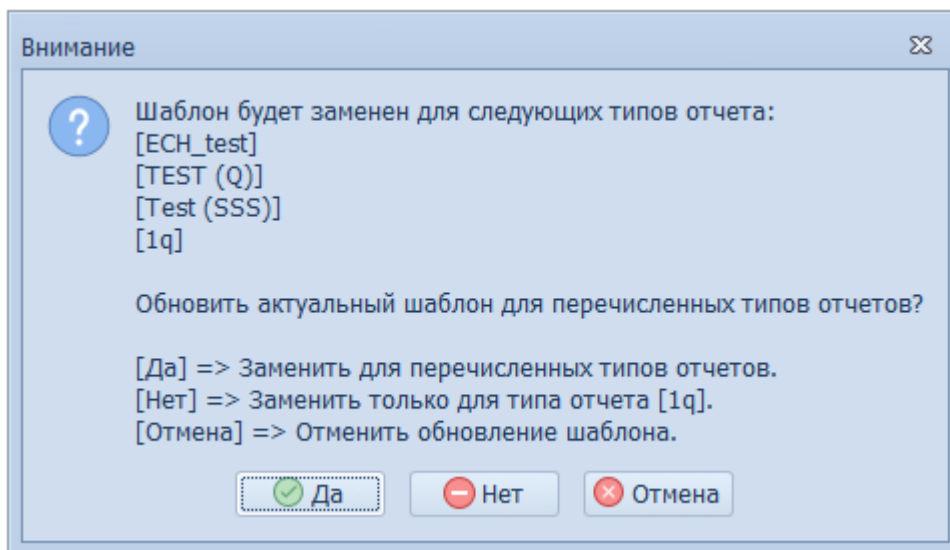 Внимание
Шаблон будет заменен для следующих типов отчета:
[ECH_test]
[TEST (Q)]
[Test (SSS)]
[1q]
Обновить актуальный шаблон для перечисленных типов отчетов?
[Да] => Заменить для перечисленных типов отчетов.
[Нет] => Заменить только для типа отчета [1q].
[Отмена] => Отменить обновление шаблона.
Да Нет Отмена